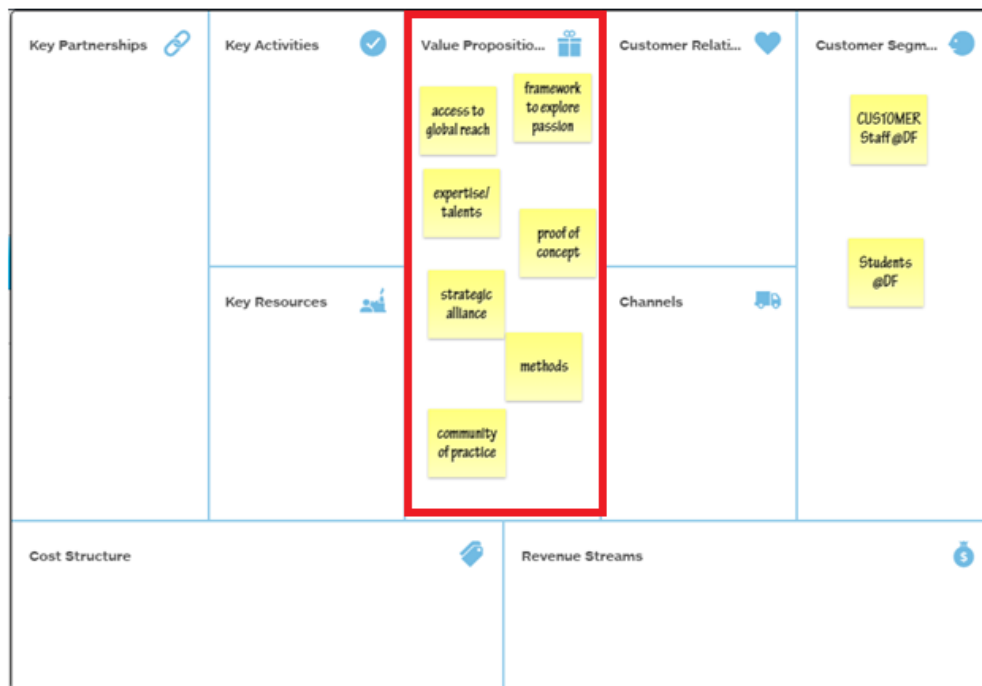 Key Partnerships
Key Activities
Value Propositio...
Customer Relati...
Customer Segm...
access to
global reach
framework
to explore
passion
expertise/
talents
proof of
concept
strategic
alliance
methods
community
of practice
CUSTOMER
Staff@DF
Students
@DF
Key Resources
Channels
Cost Structure
Revenue Streams
$